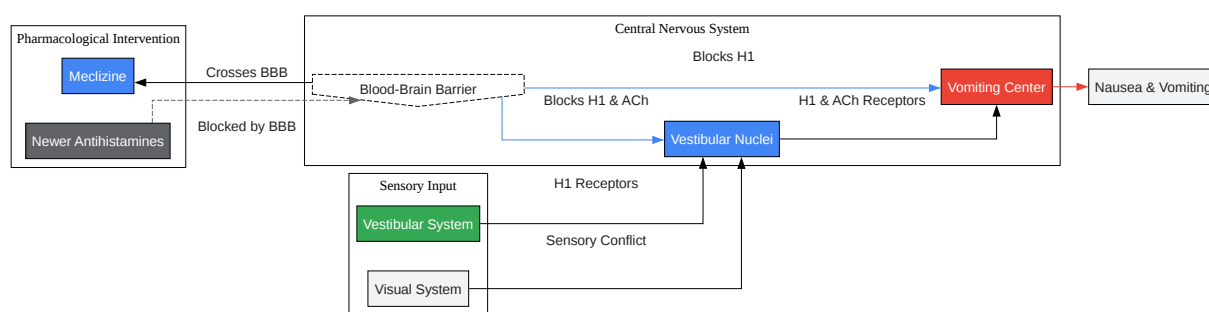 Pharmacological Intervention
Meclizine
Newer Antihistamines
Crosses BBB
Blocked by BBB
Central Nervous System
Blood-Brain Barrier
Blocks H1
Blocks H1 & ACh
H1 & ACh Receptors
Vomiting Center
Vestibular Nuclei
Nausea & Vomiting
Sensory Input
Vestibular System
Visual System
H1 Receptors
Sensory Conflict